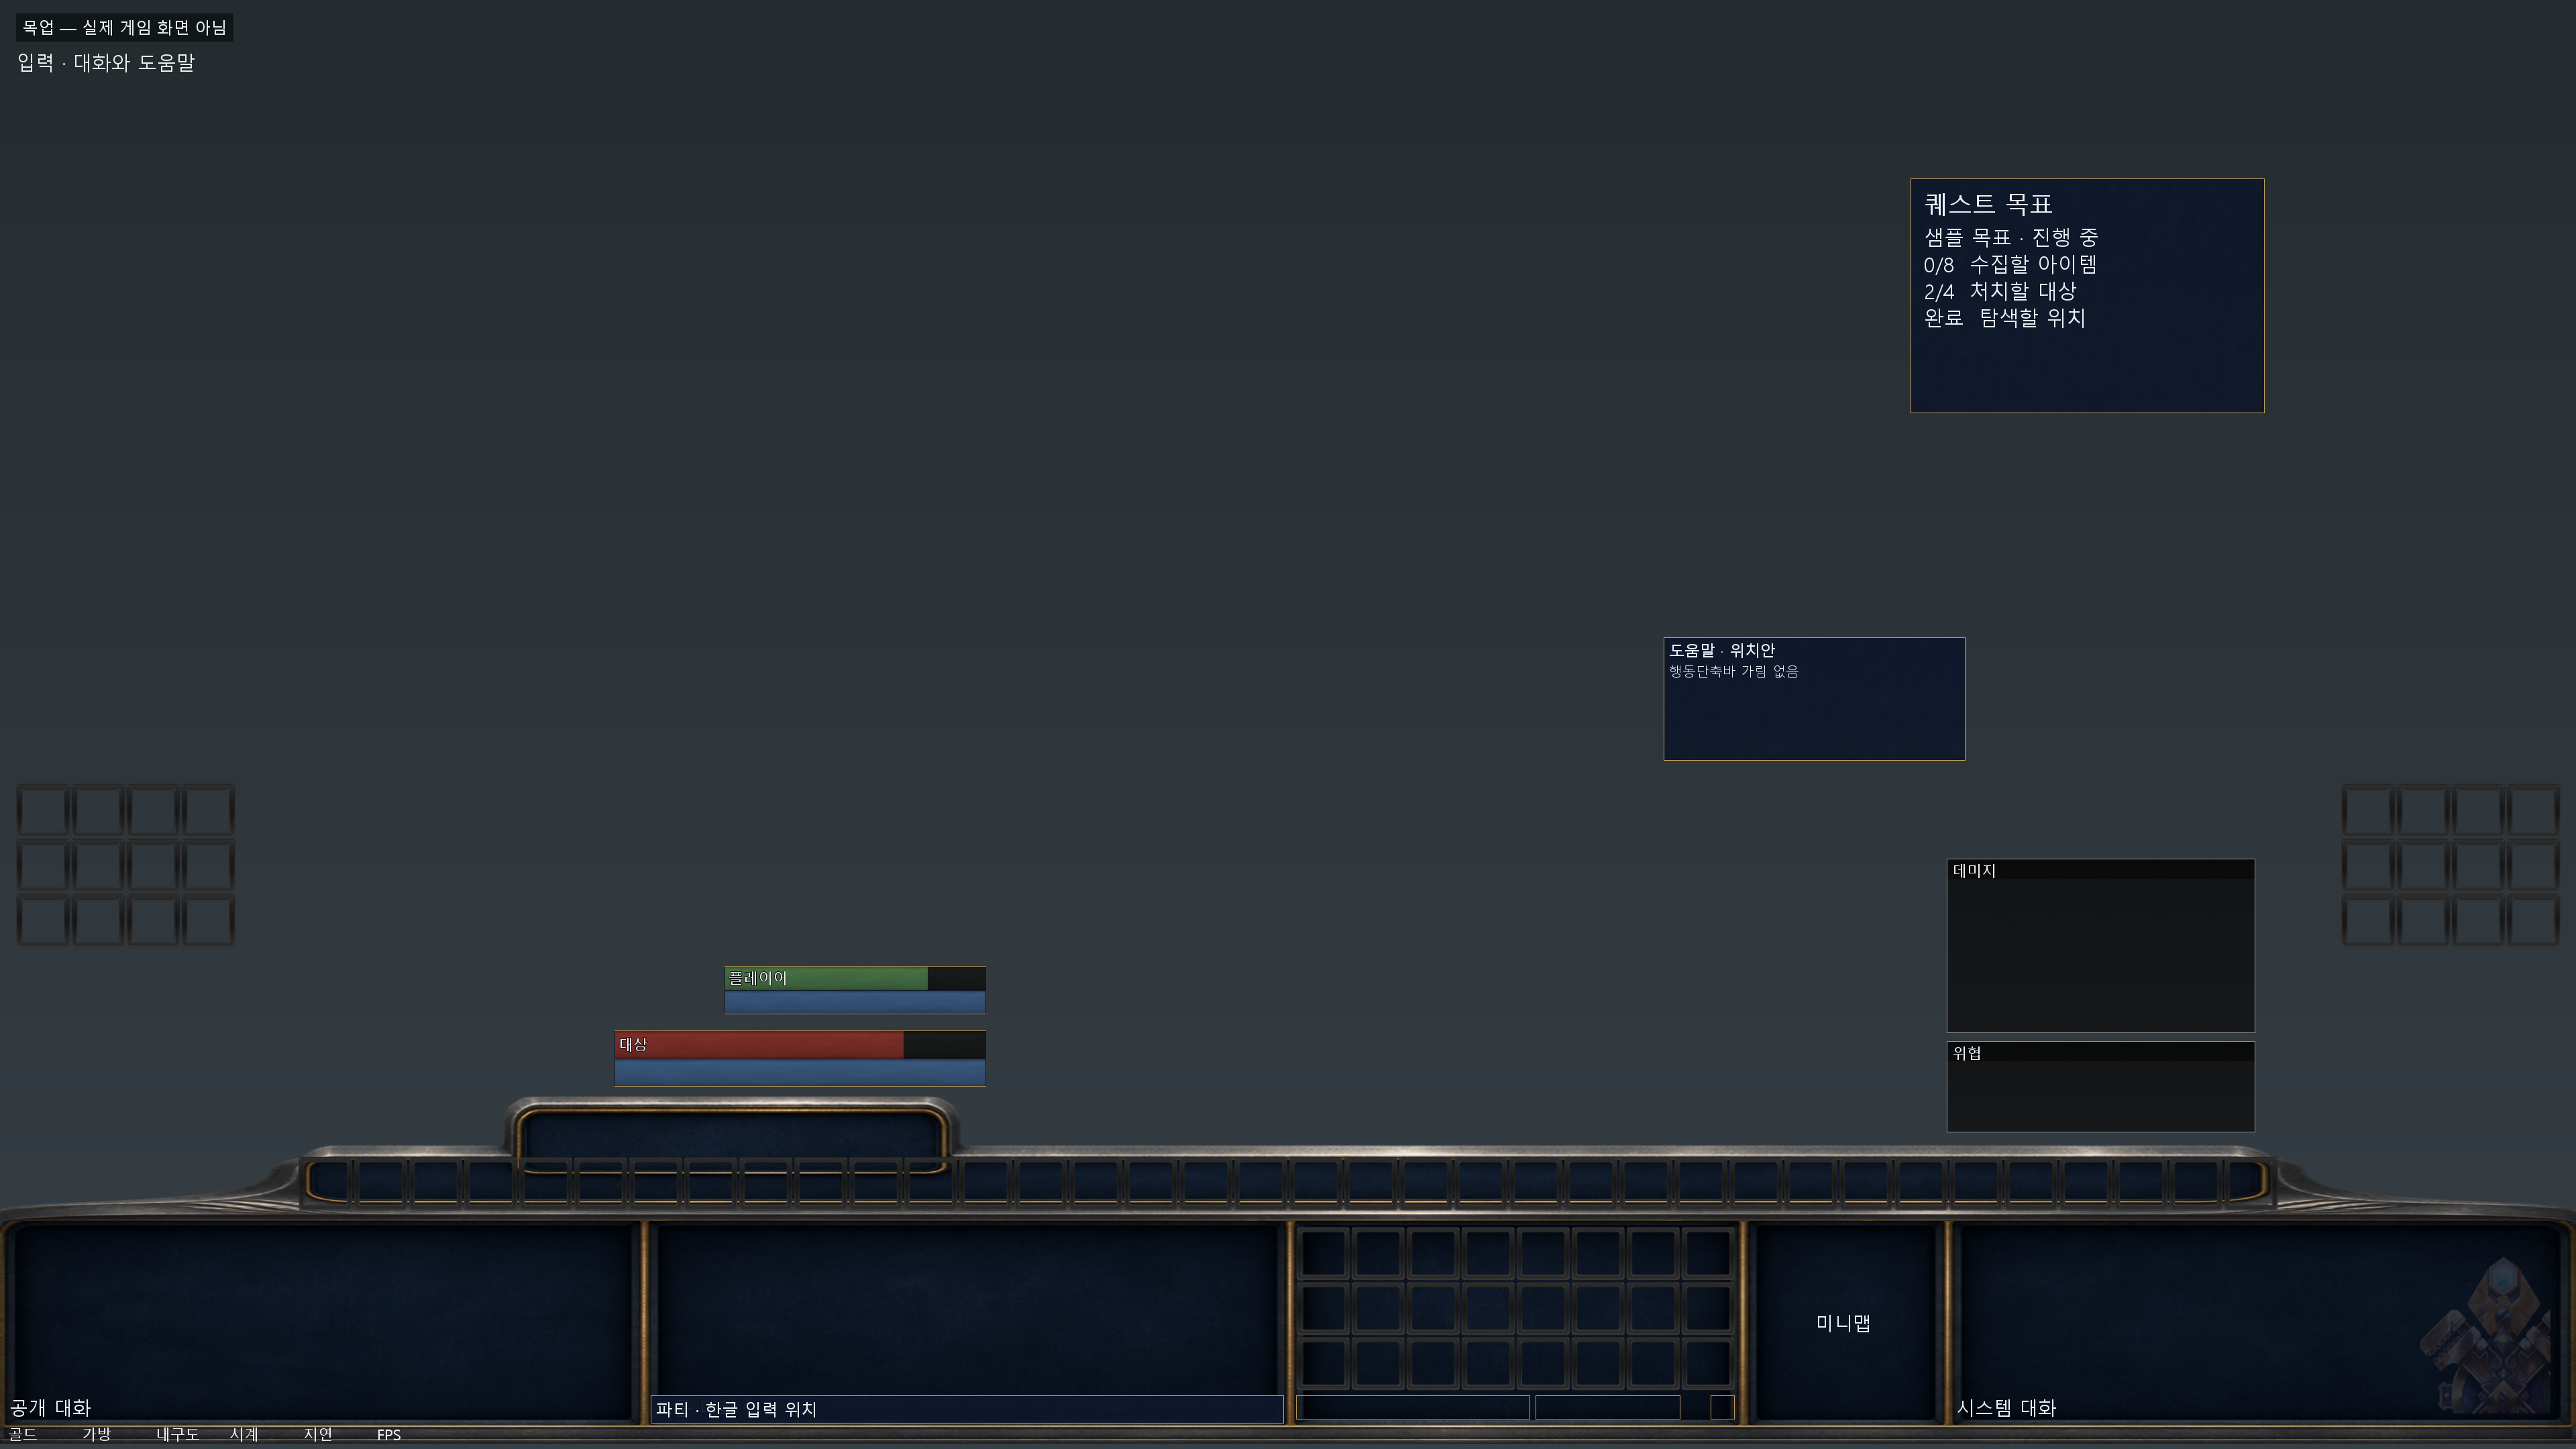 목업 — 실제 게임 화면 아님
입력 · 대화와 도움말
퀘스트 목표
샘플 목표 · 진행 중
0/8 수집할 아이템
2/4 처치할 대상
완료 탐색할 위치
도움말 · 위치안
행동단축바 가림 없음
데미지
플레이어
대상
위협
미니맵
공개 대화
파티 · 한글 입력 위치
시스템 대화
골드 가방 내구도 시계 지연 FPS